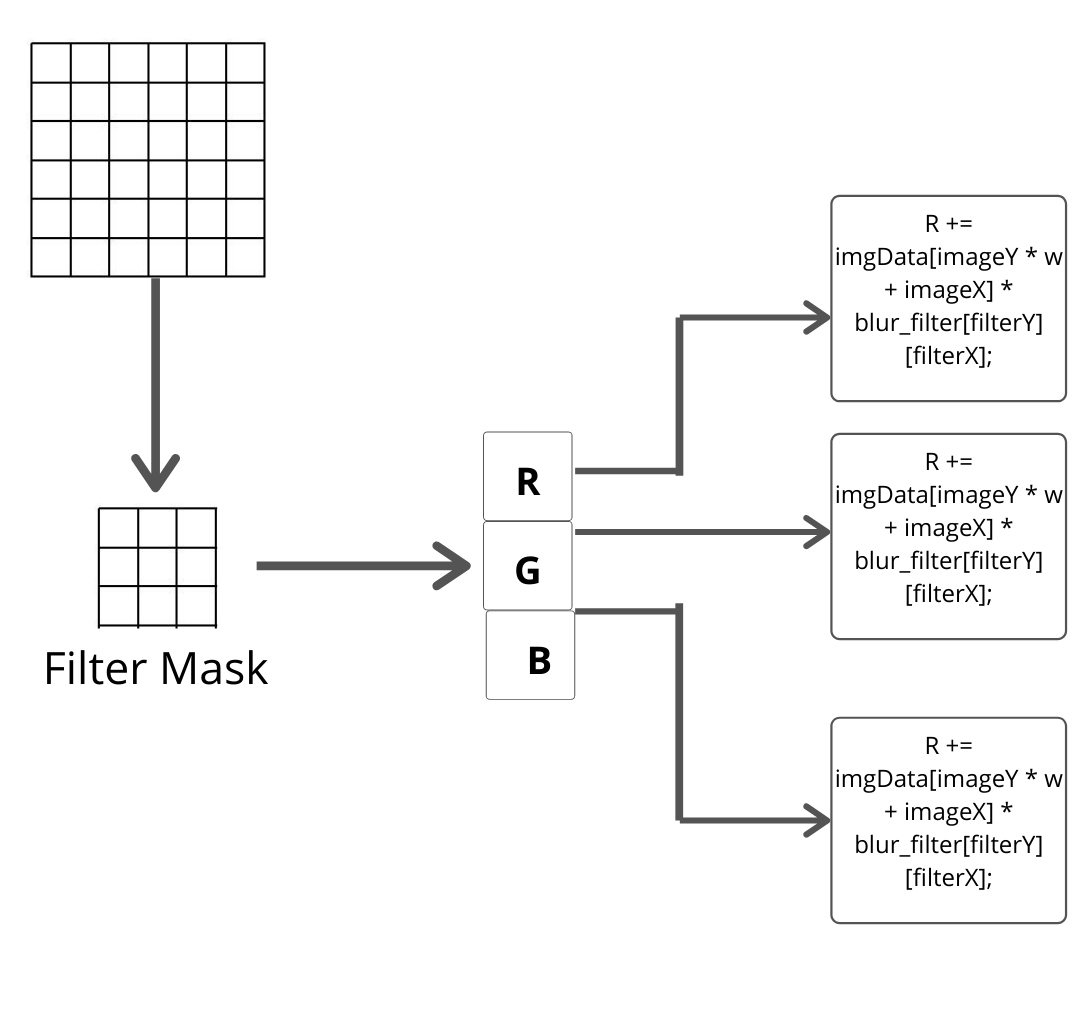 R +=
imgData[imageY * w
+ imageX] *
blur_filter[filterY]
[filterX];
R
G
B
R +=
imgData[imageY * w
+ imageX] *
blur_filter[filterY]
[filterX];
Filter Mask
R +=
imgData[imageY * w
+ imageX] *
blur_filter[filterY]
[filterX];